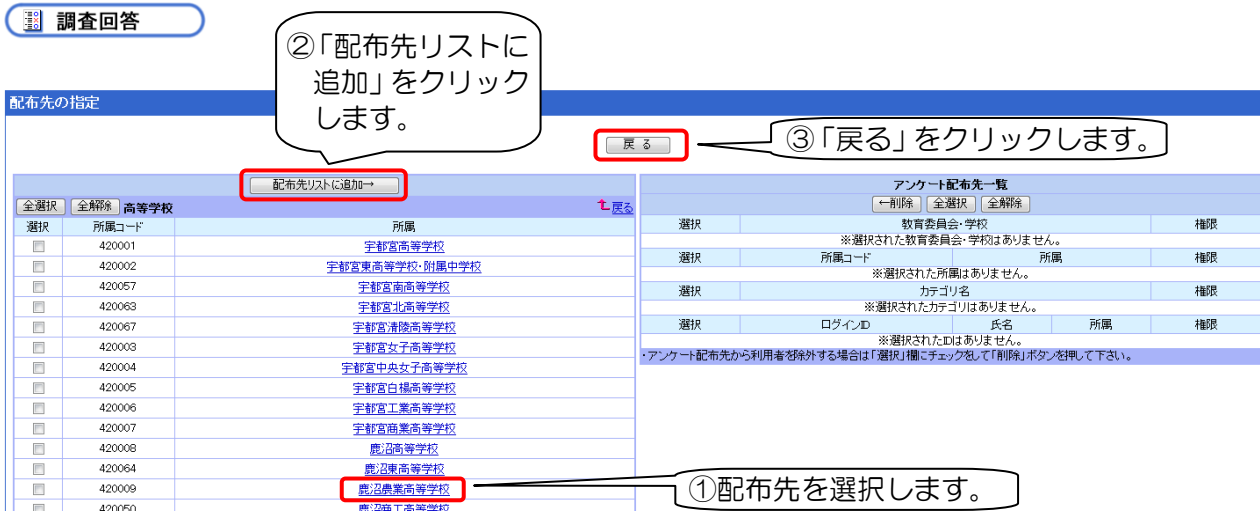 調査回答
②「配布先リストに
追加」をクリック
します。
配布先の指定
戻 る
③「戻る」をクリックします。
配布先リストに追加→
全選択 全解除 高等学校 戻る
選択 所属コード 所属
420001 宇都宮高等学校
420002 宇都宮東高等学校・附属中学校
420057 宇都宮南高等学校
420063 宇都宮北高等学校
420067 宇都宮清陵高等学校
420003 宇都宮女子高等学校
420004 宇都宮中央女子高等学校
420005 宇都宮白楊高等学校
420006 宇都宮工業高等学校
420007 宇都宮商業高等学校
420008 鹿沼高等学校
420064 鹿沼東高等学校
420009 鹿沼農業高等学校
420050 鹿沼商工高等学校
①配布先を選択します。
アンケート配布先一覧
←削除 全選択 全解除
選択 教育委員会・学校 権限
※選択された教育委員会・学校はありません。
選択 所属コード 所属 権限
※選択された所属はありません。
選択 カテゴリ名 権限
※選択されたカテゴリはありません。
選択 ログインID 氏名 所属 権限
※選択されたIDはありません。
・アンケート配布先から利用者を除外する場合は「選択」欄にチェックをして「削除」ボタンを押して下さい。